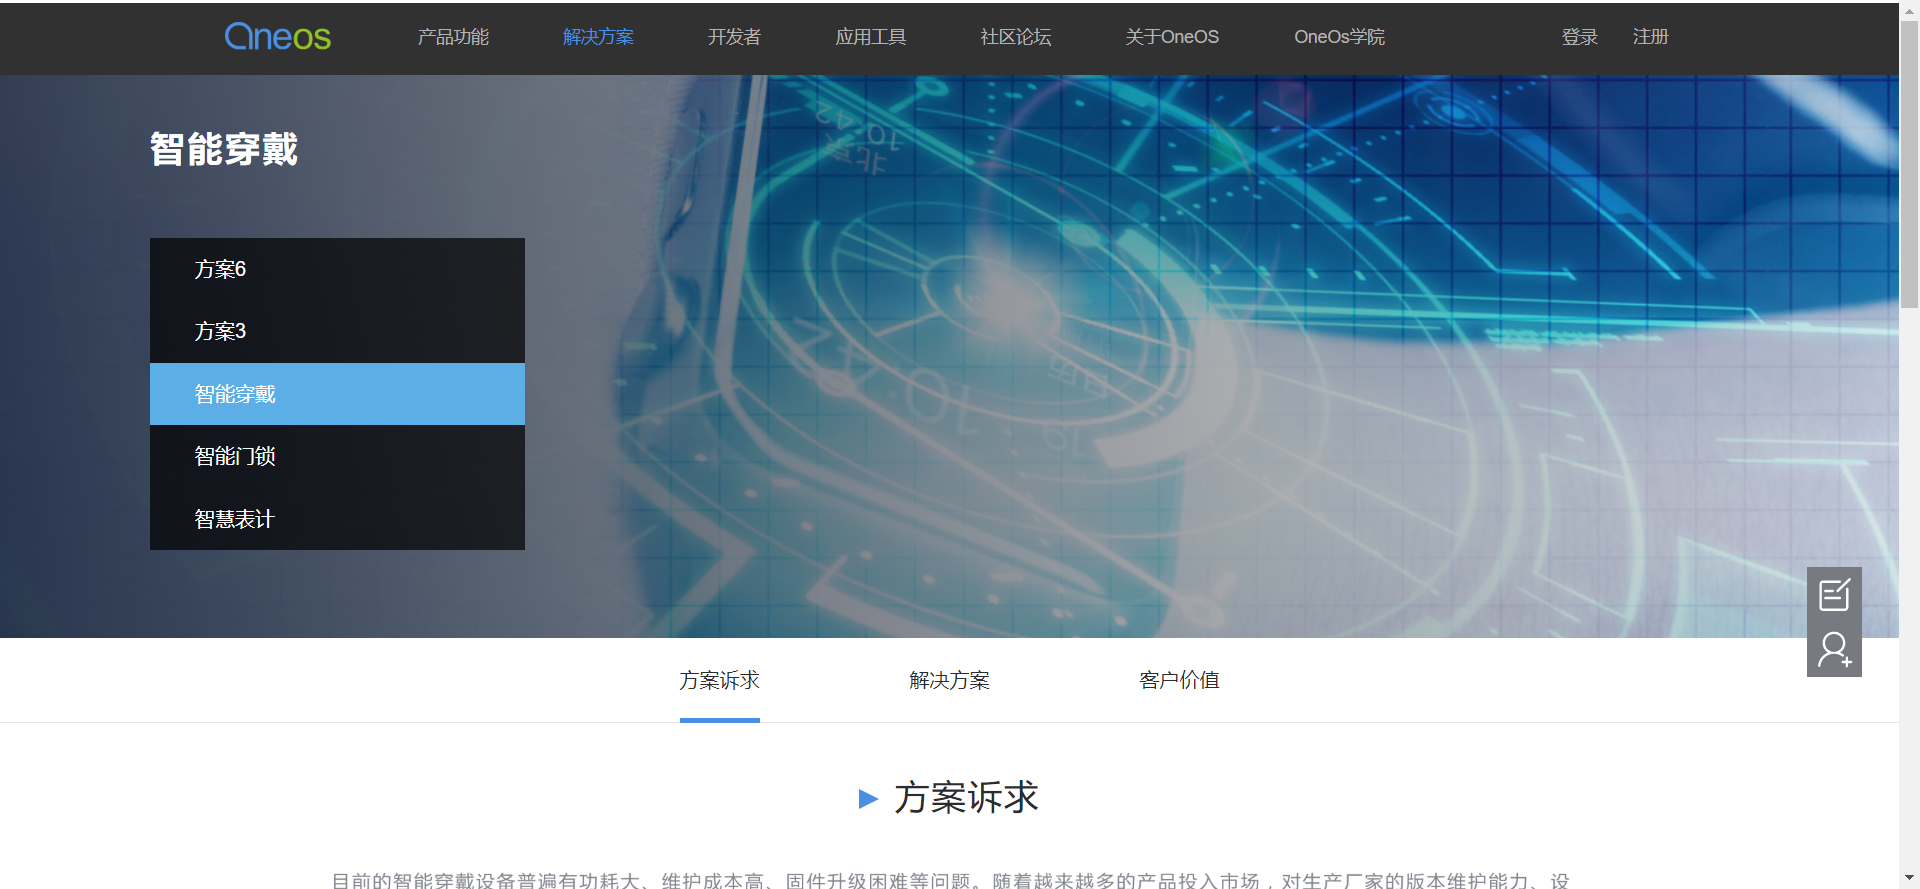 Oneos 产品功能 解决方案 开发者 应用工具 社区论坛 关于OneOS OneOs学院 登录 注册
智能穿戴
方案6
方案3
智能穿戴
智能门锁
智慧表计
方案诉求 解决方案 客户价值
方案诉求
目前的智能穿戴设备普遍有功耗大、维护成本高、固件升级困难等问题。随着越来越多的产品投入市场，对生产厂家的版本维护能力、设